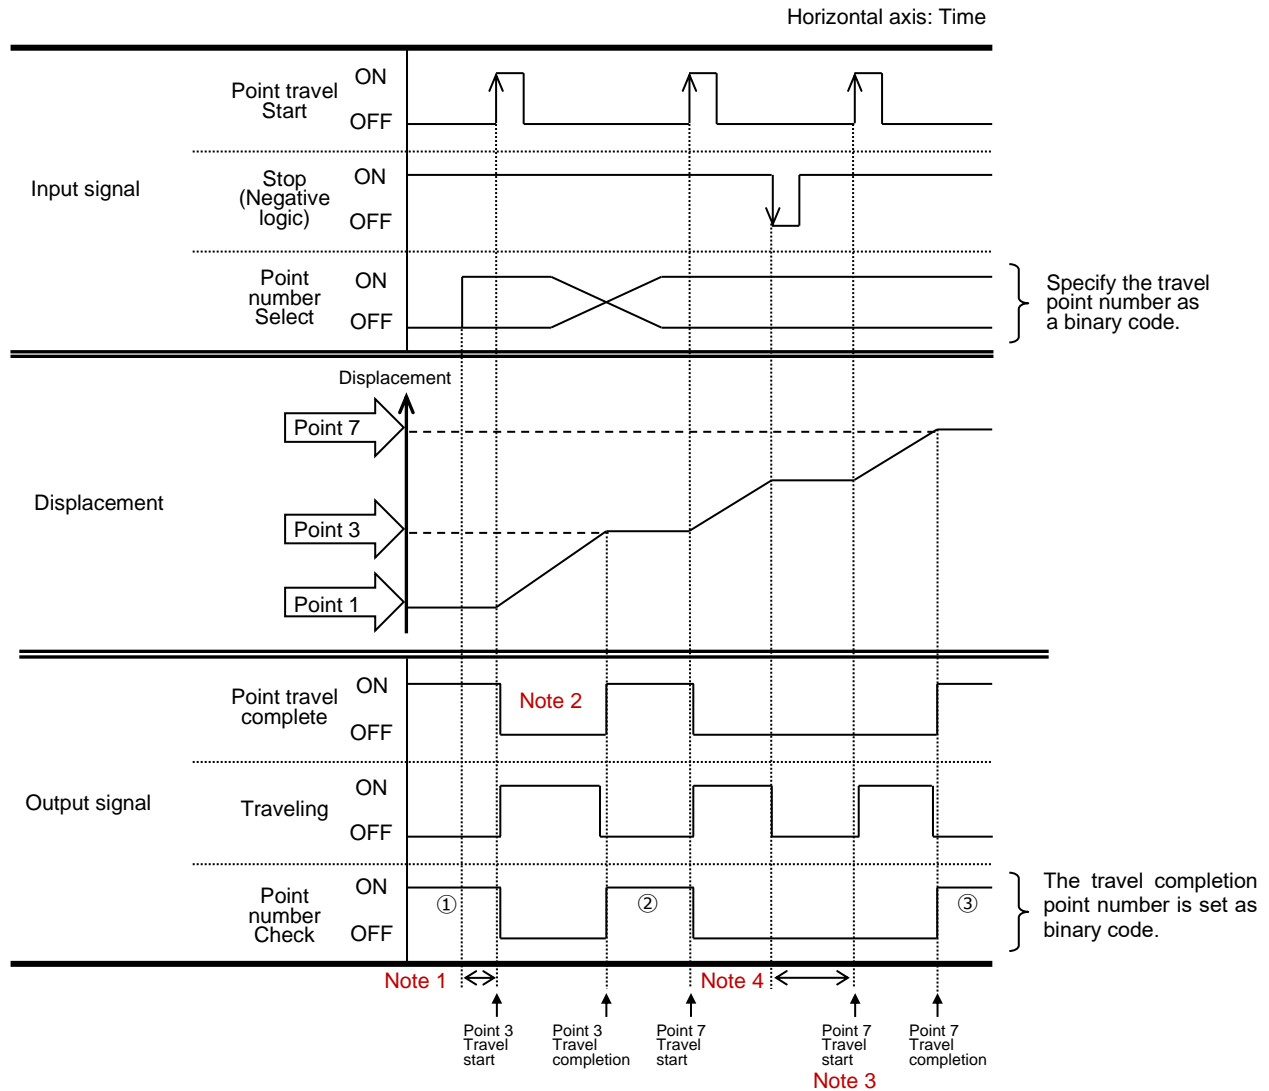 Horizontal axis: Time
Input signal
Point travel
Start
ON
OFF
Stop
(Negative
logic)
ON
OFF
Point
number
Select
ON
OFF
Specify the travel
point number as
a binary code.
Displacement
Displacement
Point 7
Point 3
Point 1
Output signal
Point travel
complete
ON
OFF
Note 2
Traveling
ON
OFF
Point
number
Check
ON
OFF
①
②
③
The travel completion
point number is set as
binary code.
Note 1
Note 4
Point 3
Travel
start
Point 3
Travel
completion
Point 7
Travel
start
Point 7
Travel
start
Note 3
Point 7
Travel
completion